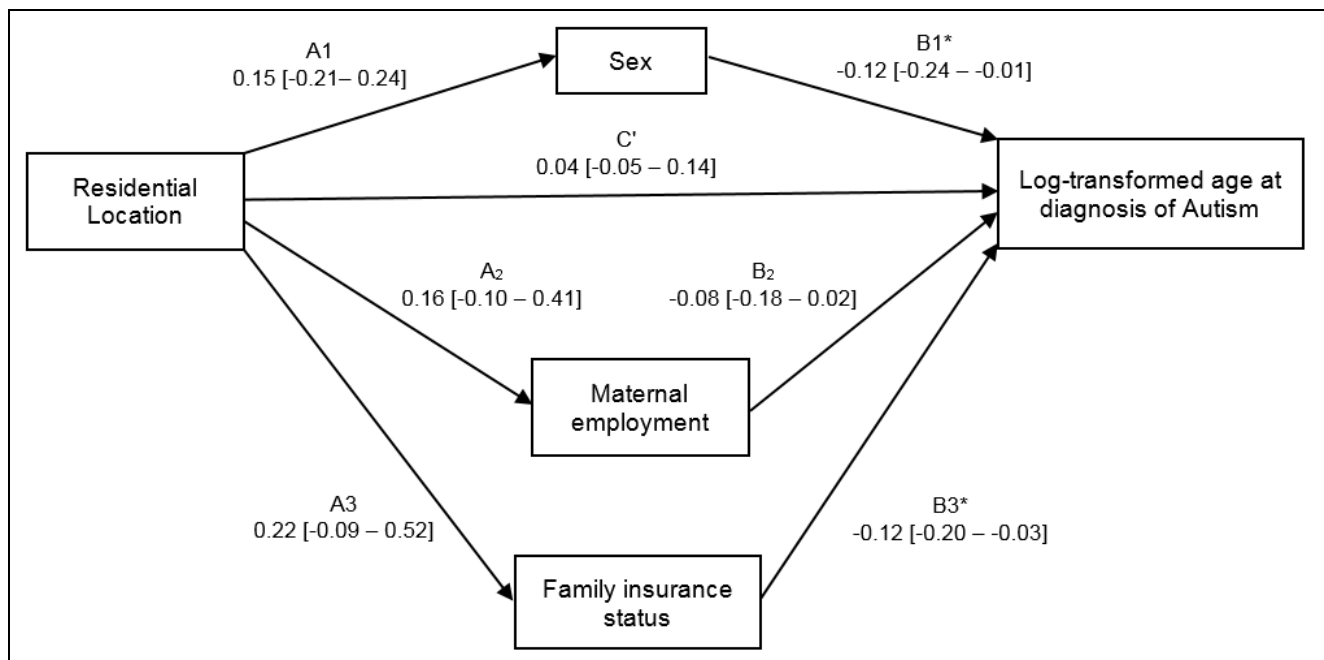 A1
0.15 [-0.21– 0.24]
Sex
B1*
-0.12 [-0.24 – -0.01]
C'
0.04 [-0.05 – 0.14]
Residential
Location
Log-transformed age at
diagnosis of Autism
A₂
0.16 [-0.10 – 0.41]
B₂
-0.08 [-0.18 – 0.02]
Maternal
employment
A3
0.22 [-0.09 – 0.52]
B3*
-0.12 [-0.20 – -0.03]
Family insurance
status